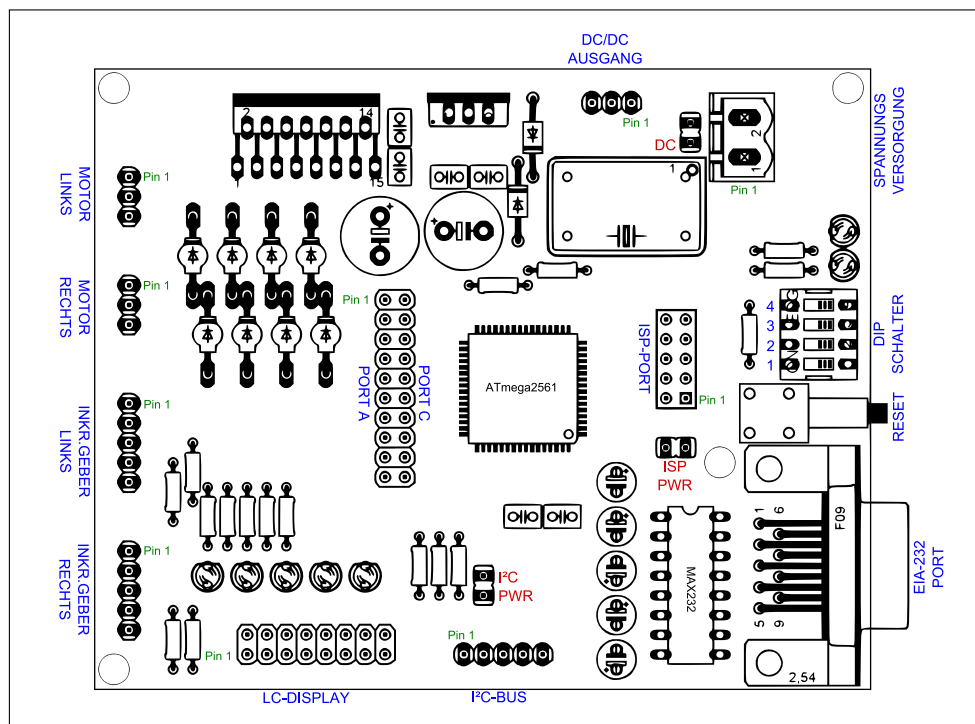 DC/DC
AUSGANG
SPANNUNGS
VERSORGUNG
2
14
1
15
Pin 1
DC
1
2
1
Pin 1
MOTOR
LINKS
Pin 1
MOTOR
RECHTS
Pin 1
Pin 1
PORT A
PORT C
ATmega2561
ISP-PORT
Pin 1
4
3
2
1
DIP
SCHALTER
RESET
INKR.GEBER
LINKS
Pin 1
ISP
PWR
INKR.GEBER
RECHTS
Pin 1
I²C
PWR
MAX232
1
6
5
9
F09
2,54
EIA-232
PORT
Pin 1
LC-DISPLAY
Pin 1
I²C-BUS